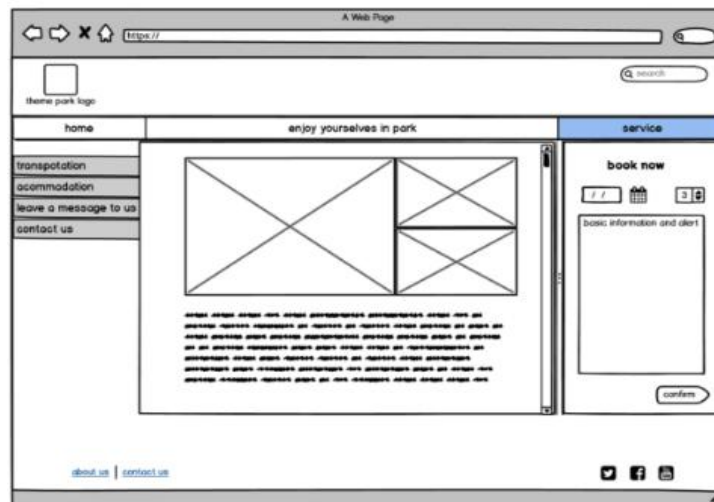 A Web Page
https://
search
theme park logo
home enjoy yourselves in park service
transpotation
acommodation
leave a message to us
contact us
book now
/ / 3
basic information and alert
confirm
about us | contact us